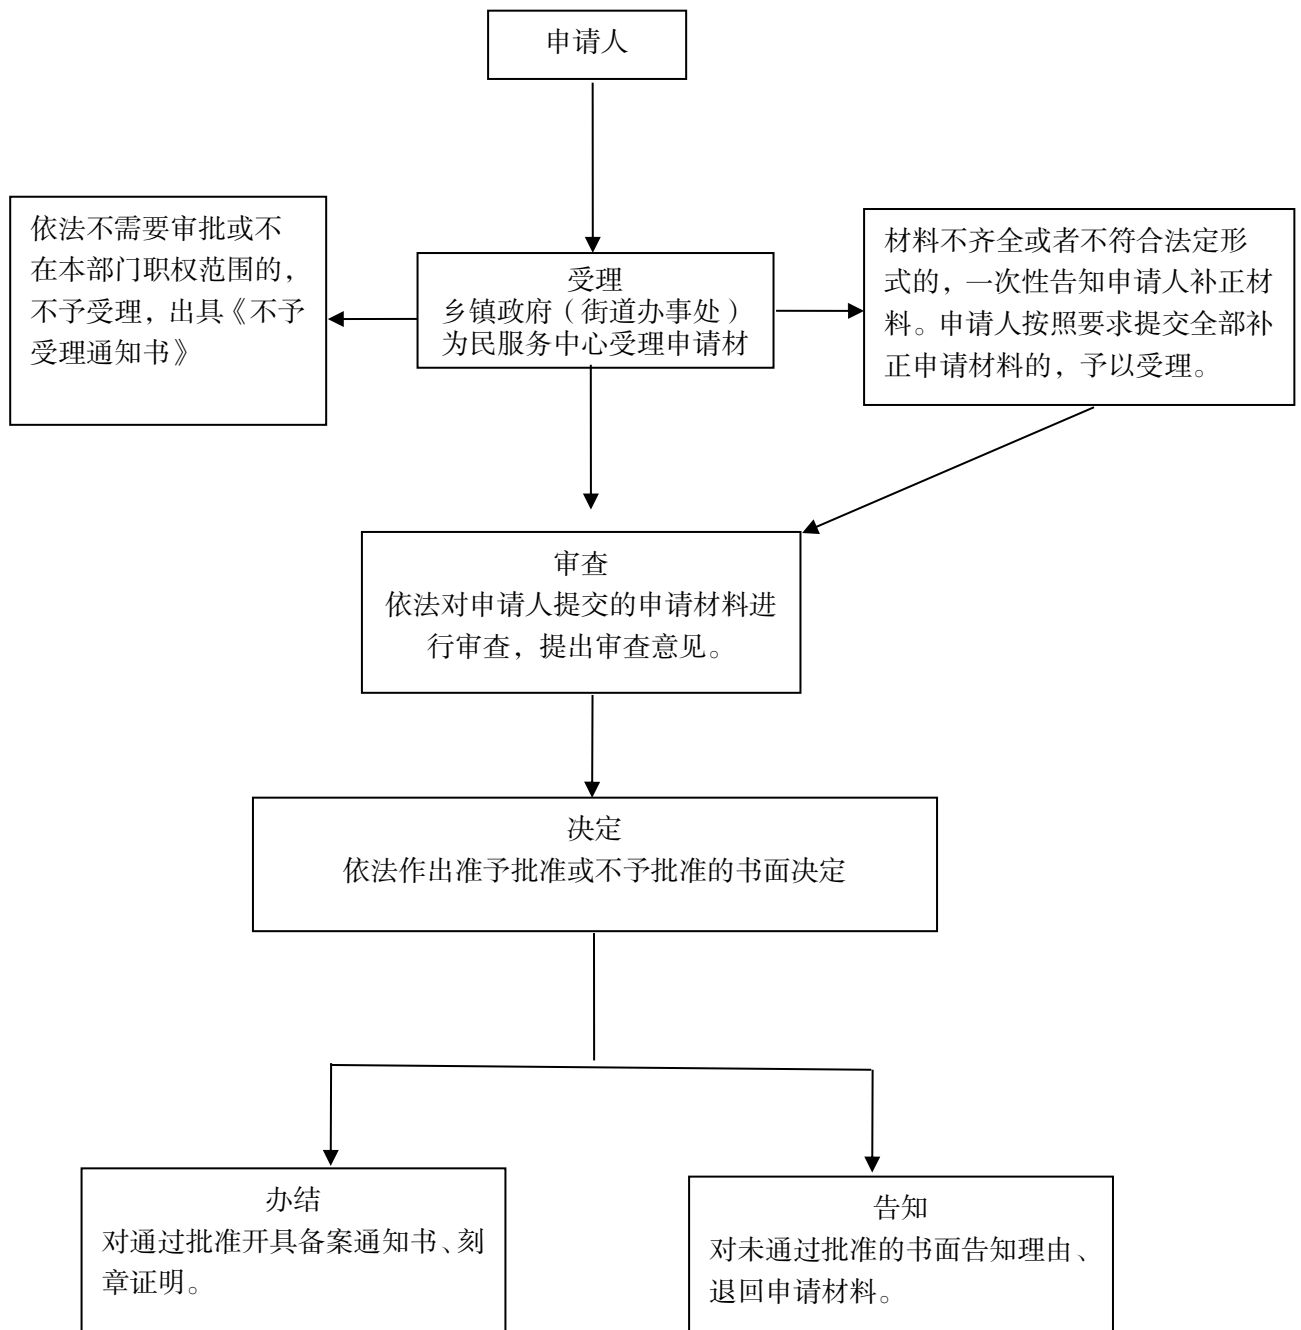 申请人
依法不需要审批或不
在本部门职权范围的，
不予受理，出具《不予
受理通知书》
受理
乡镇政府（街道办事处）
为民服务中心受理申请材
材料不齐全或者不符合法定形
式的，一次性告知申请人补正材
料。申请人按照要求提交全部补
正申请材料的，予以受理。
审查
依法对申请人提交的申请材料进
行审查，提出审查意见。
决定
依法作出准予批准或不予批准的书面决定
办结
对通过批准开具备案通知书、刻
章证明。
告知
对未通过批准的书面告知理由、
退回申请材料。